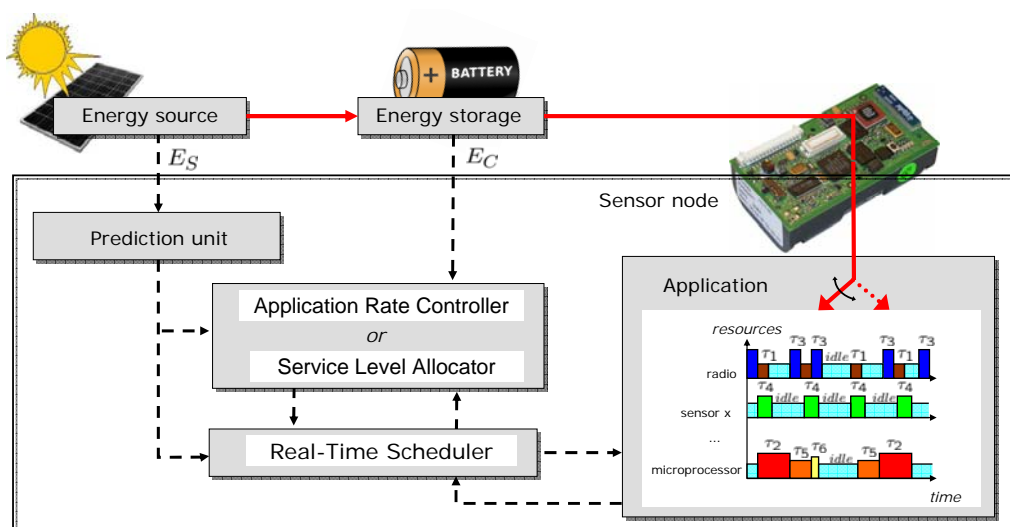 + BATTERY
Energy source
Energy storage
E_S
E_C
Sensor node
Prediction unit
Application Rate Controller
or
Service Level Allocator
Real-Time Scheduler
Application
resources
τ3 τ3
τ1 τ3 idle τ1 τ3 τ1
radio
τ4 idle τ4 idle τ4 idle τ4
sensor x
...
τ2 τ5 τ6 idle τ5 τ2
microprocessor
time